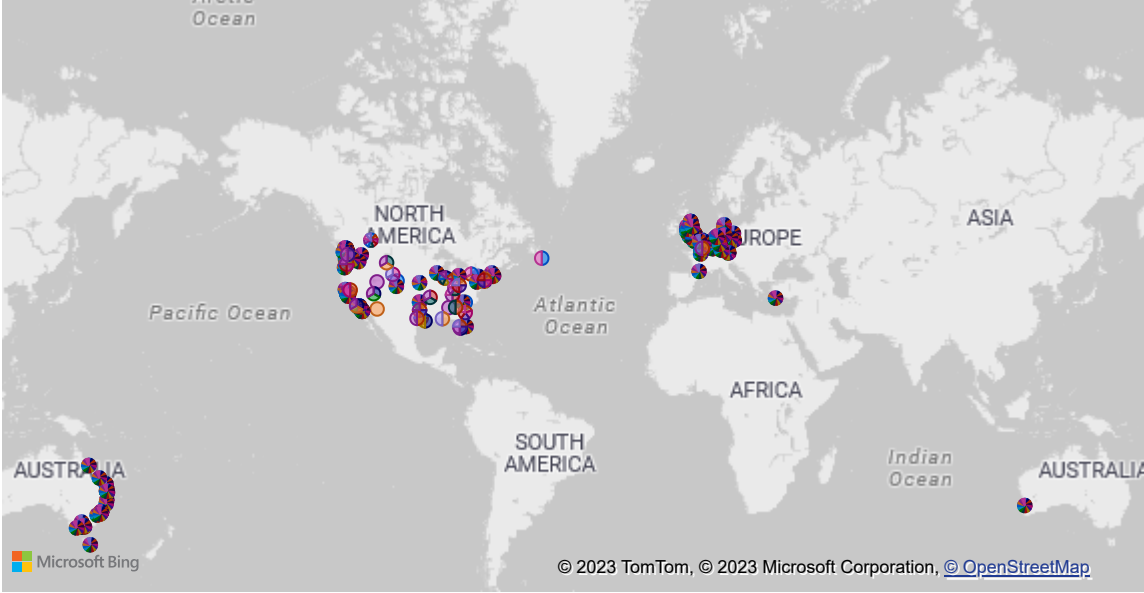 Arctic
Ocean
NORTH
AMERICA
ASIA
EUROPE
Pacific Ocean
Atlantic
Ocean
AFRICA
SOUTH
AMERICA
Indian
Ocean
AUSTRALIA
AUSTRALIA
Microsoft Bing
© 2023 TomTom, © 2023 Microsoft Corporation, © OpenStreetMap